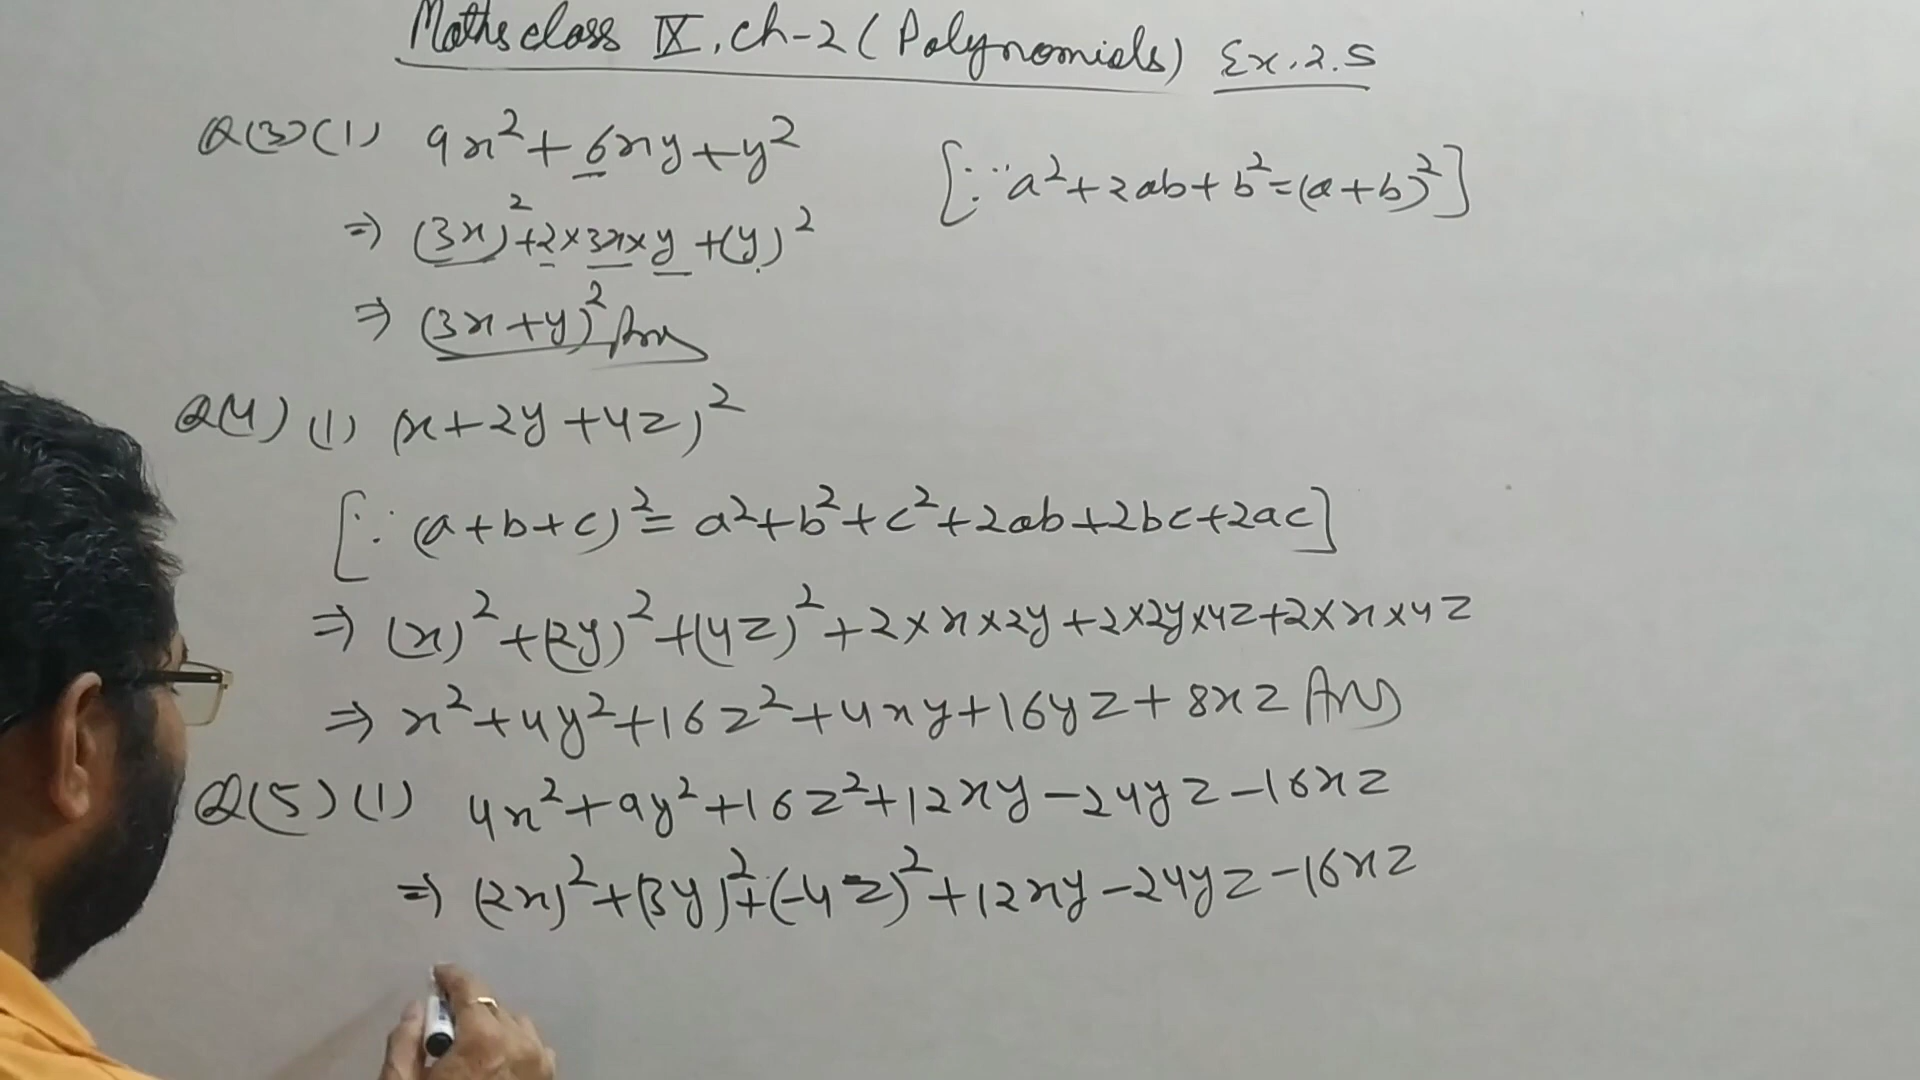 Maths class IX, Ch-2 (Polynomials) Ex. 2.5
Q(3)(1) 9x²+6xy+y² [∵ a²+2ab+b²=(a+b)²]
⇒ (3x)²+2×3x×y+(y)²
⇒ (3x+y)² Ans
Q(4) (1) (x+2y+4z)²
[∵ (a+b+c)²= a²+b²+c²+2ab+2bc+2ac]
⇒ (x)²+(2y)²+(4z)²+2×x×2y+2×2y×4z+2×x×4z
⇒ x²+4y²+16z²+4xy+16yz+8xz Ans
Q(5)(1) 4x²+9y²+16z²+12xy-24yz-16xz
⇒ (2x)²+(3y)²+(-4z)²+12xy-24yz-16xz